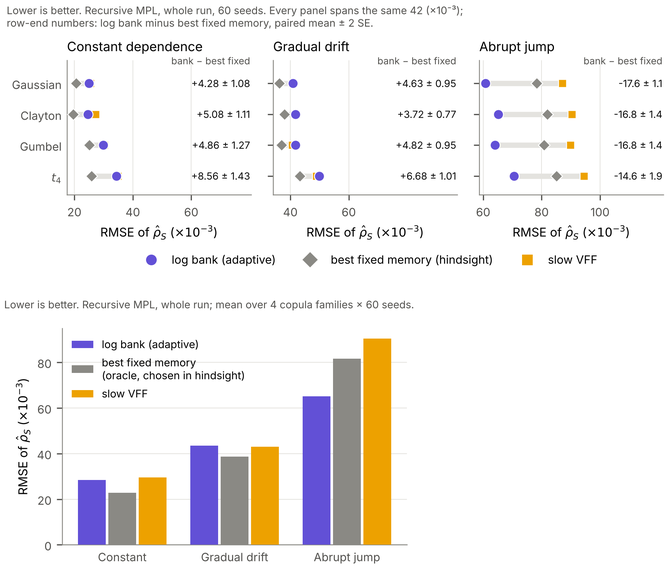 Lower is better. Recursive MPL, whole run, 60 seeds. Every panel spans the same 42 (×10⁻³);
row-end numbers: log bank minus best fixed memory, paired mean ± 2 SE.
Constant dependence
Gradual drift
Abrupt jump
bank − best fixed
bank − best fixed
bank − best fixed
Gaussian
+4.28 ± 1.08
+4.63 ± 0.95
-17.6 ± 1.1
Clayton
+5.08 ± 1.11
+3.72 ± 0.77
-16.8 ± 1.4
Gumbel
+4.86 ± 1.27
+4.82 ± 0.95
-16.8 ± 1.4
t₄
+8.56 ± 1.43
+6.68 ± 1.01
-14.6 ± 1.9
20 40 60
40 60
60 80 100
RMSE of ρ̂_S (×10⁻³)
RMSE of ρ̂_S (×10⁻³)
RMSE of ρ̂_S (×10⁻³)
log bank (adaptive)
best fixed memory (hindsight)
slow VFF
Lower is better. Recursive MPL, whole run; mean over 4 copula families × 60 seeds.
log bank (adaptive)
best fixed memory
(oracle, chosen in hindsight)
slow VFF
RMSE of ρ̂_S (×10⁻³)
80
60
40
20
0
Constant
Gradual drift
Abrupt jump